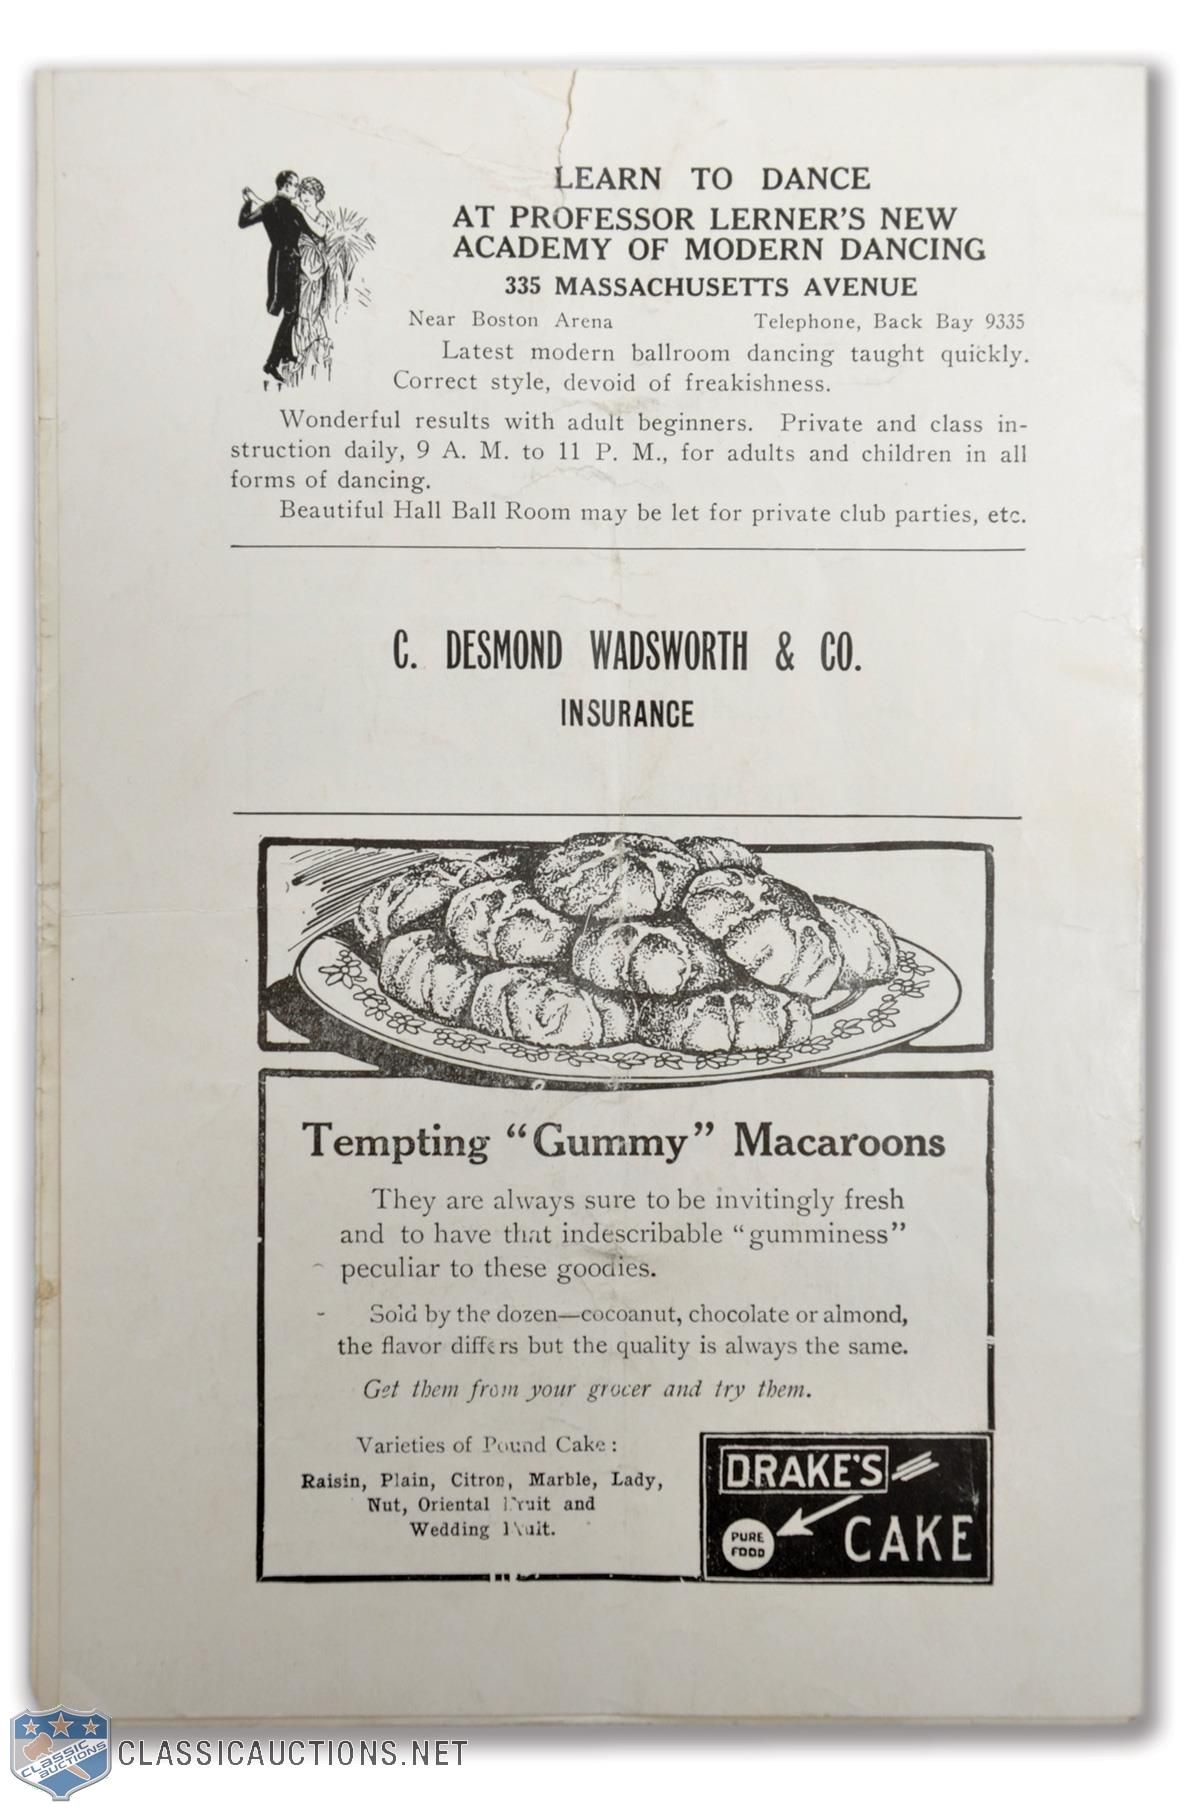 LEARN TO DANCE
AT PROFESSOR LERNER'S NEW
ACADEMY OF MODERN DANCING
335 MASSACHUSETTS AVENUE
Near Boston Arena Telephone, Back Bay 9335
Latest modern ballroom dancing taught quickly.
Correct style, devoid of freakishness.
Wonderful results with adult beginners. Private and class in-
struction daily, 9 A. M. to 11 P. M., for adults and children in all
forms of dancing.
Beautiful Hall Ball Room may be let for private club parties, etc.
C. DESMOND WADSWORTH & CO.
INSURANCE
Tempting "Gummy" Macaroons
They are always sure to be invitingly fresh
and to have that indescribable "gumminess"
peculiar to these goodies.
Sold by the dozen—cocoanut, chocolate or almond,
the flavor differs but the quality is always the same.
Get them from your grocer and try them.
Varieties of Pound Cake:
Raisin, Plain, Citron, Marble, Lady,
Nut, Oriental Fruit and
Wedding Fruit.
DRAKE'S
CAKE
PURE
FOOD
CLASSIC
AUCTIONS
CLASSICAUCTIONS.NET